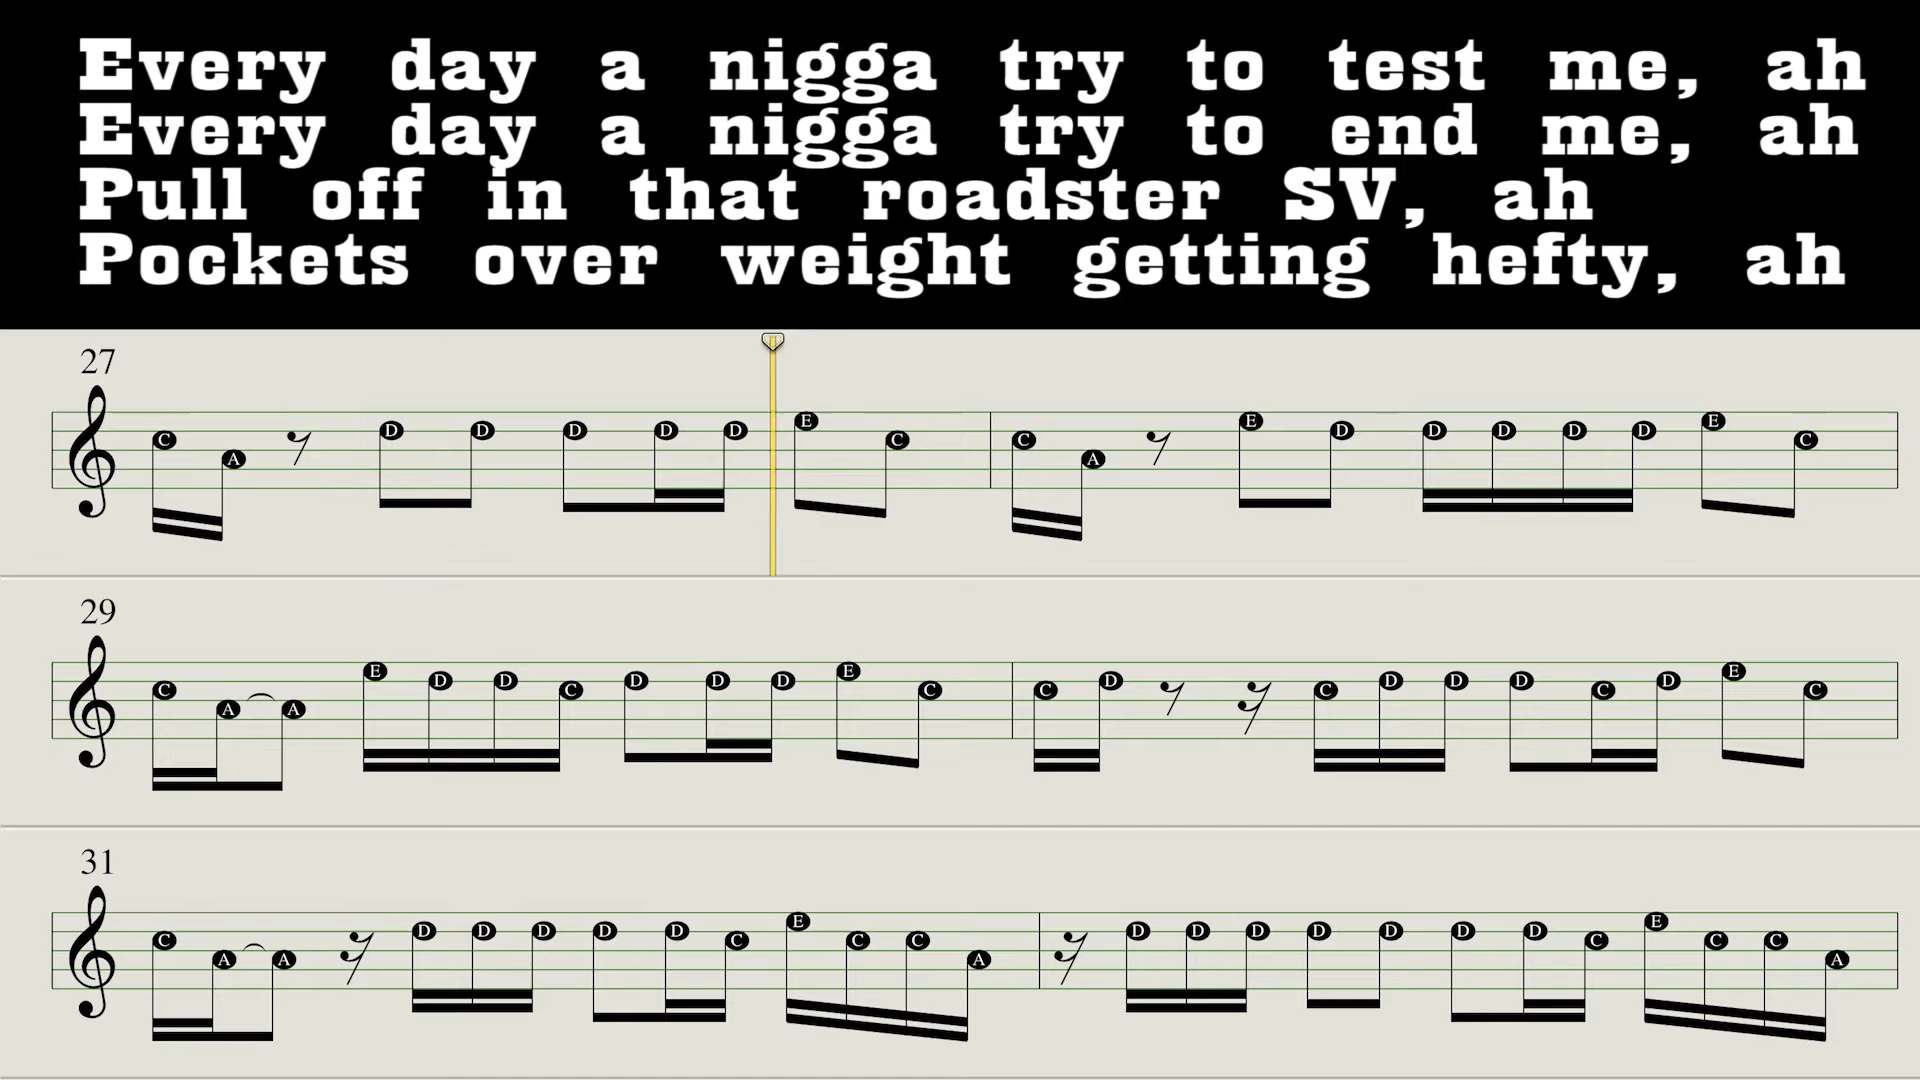 Every day a nigga try to test me, ah
Every day a nigga try to end me, ah
Pull off in that roadster SV, ah
Pockets over weight getting hefty, ah
27
C A D D D D D E C C A E D D D D D E C
29
C A A E D D C D D D E C C D C D D D C D E C
31
C A A D D D D D C E C C A D D D D D D D C E C C A